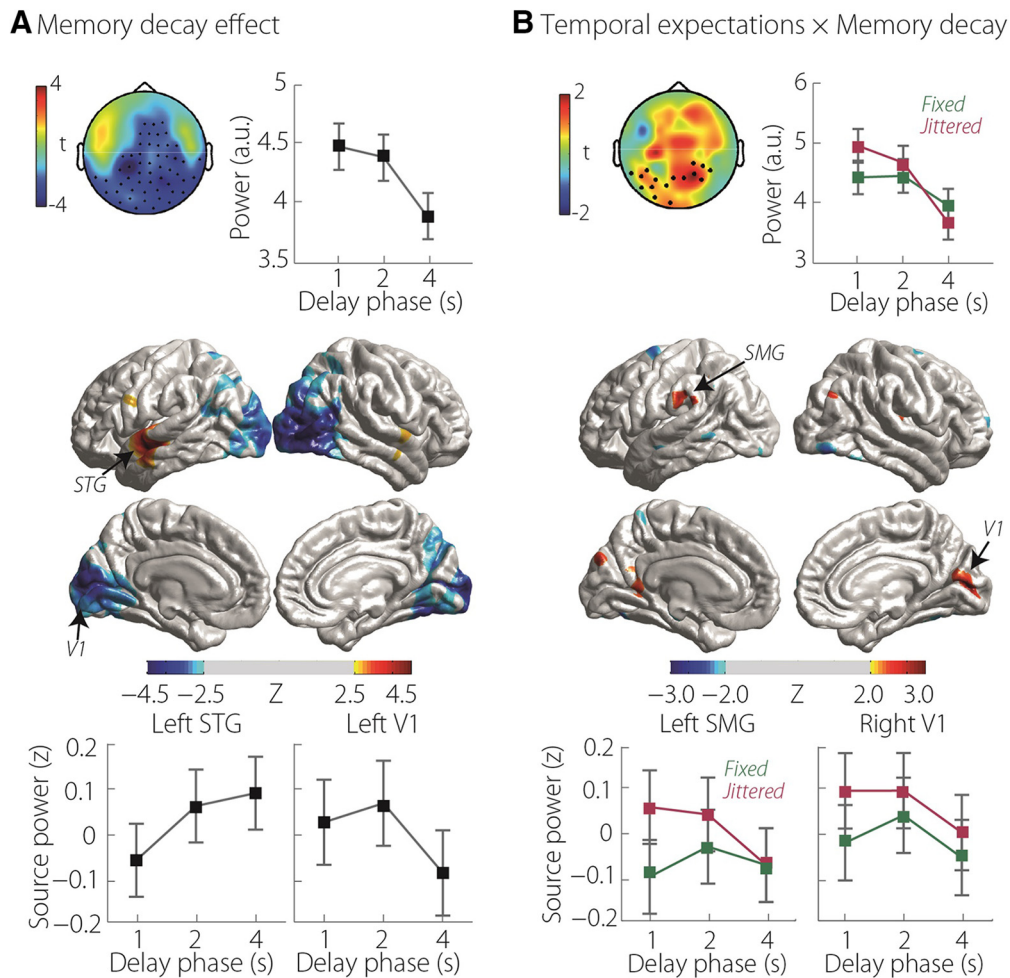 A Memory decay effect
4
t
-4
5
4.5
4
3.5
Power (a.u.)
1 2 4
Delay phase (s)
STG
V1
−4.5 −2.5 Z 2.5 4.5
Left STG
Left V1
0.2
0.1
0
−0.1
−0.2
Source power (z)
1 2 4
Delay phase (s)
1 2 4
Delay phase (s)
B Temporal expectations × Memory decay
2
t
-2
6
5
4
3
Power (a.u.)
Fixed
Jittered
1 2 4
Delay phase (s)
SMG
V1
−3.0 −2.0 Z 2.0 3.0
Left SMG
Right V1
0.2
0.1
0
−0.1
−0.2
Source power (z)
Fixed
Jittered
1 2 4
Delay phase (s)
1 2 4
Delay phase (s)